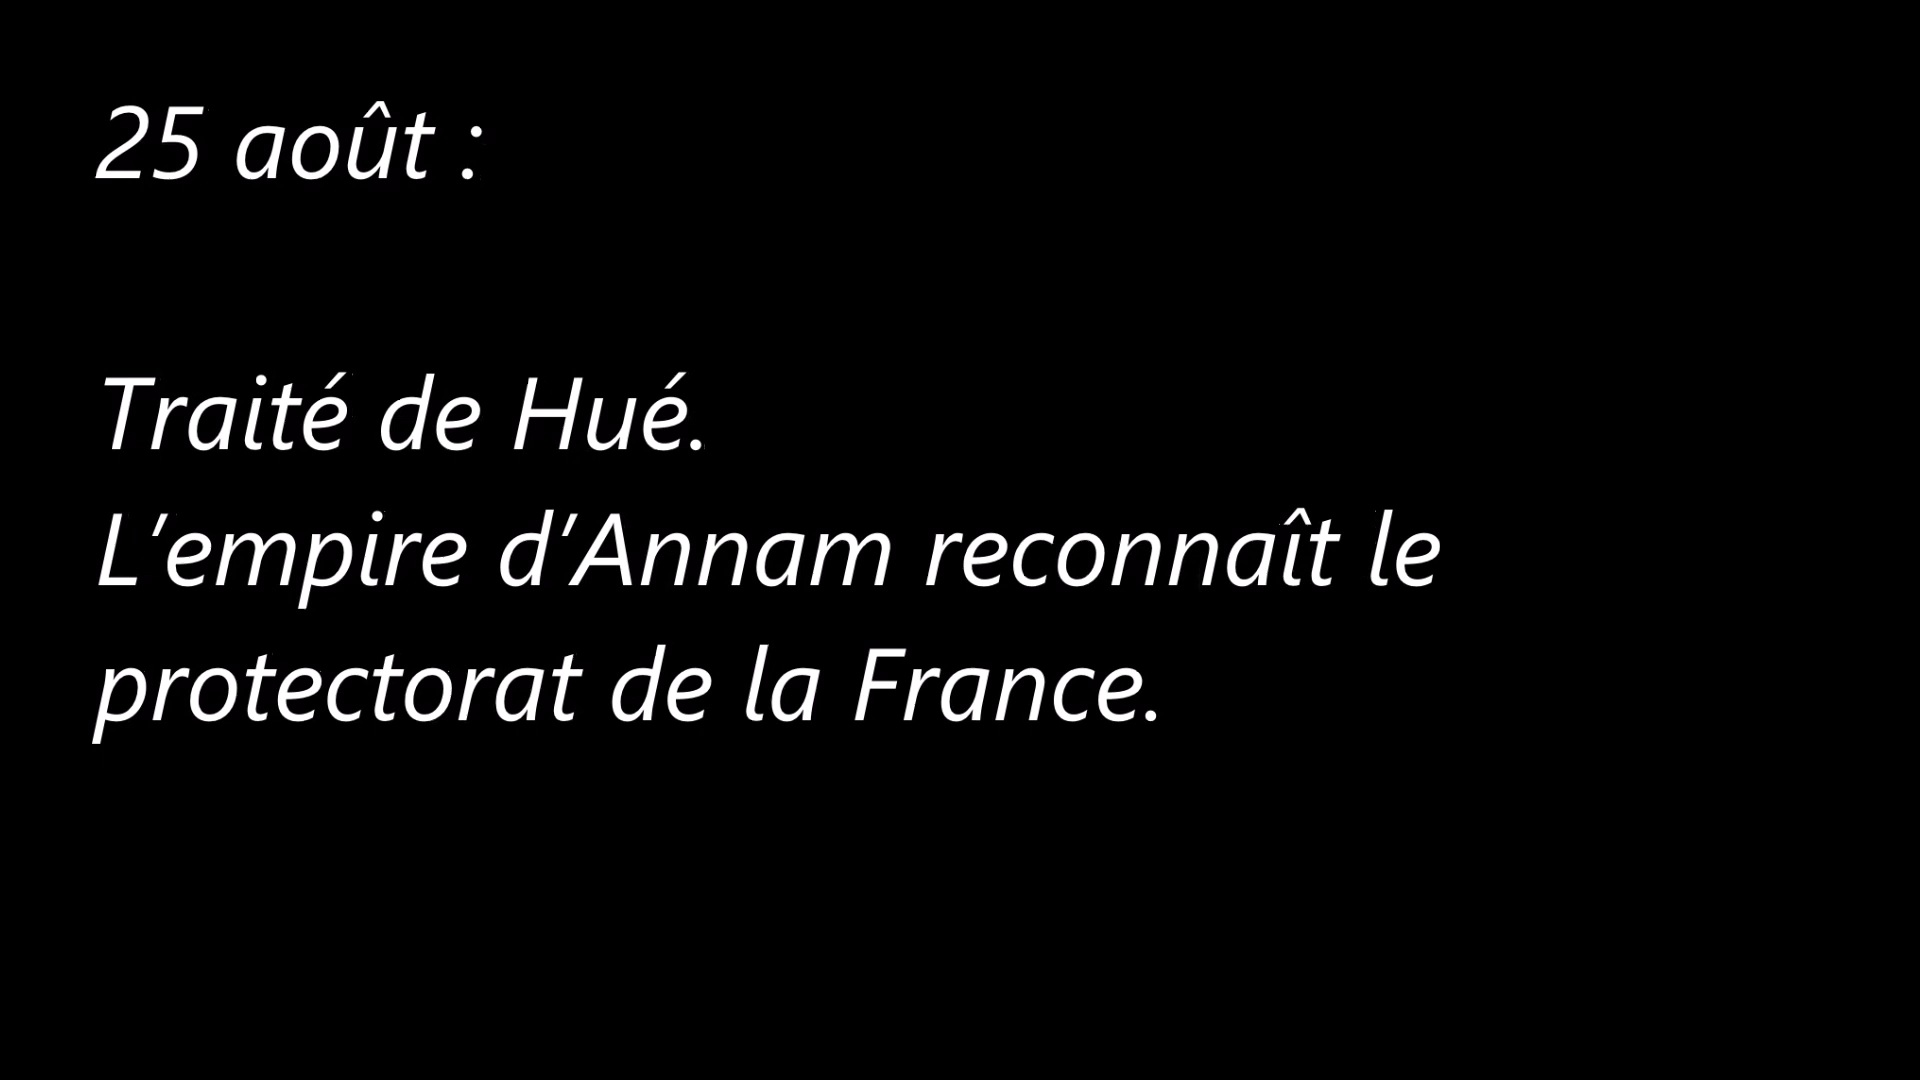 25 août :
Traité de Hué.
L’empire d’Annam reconnaît le
protectorat de la France.